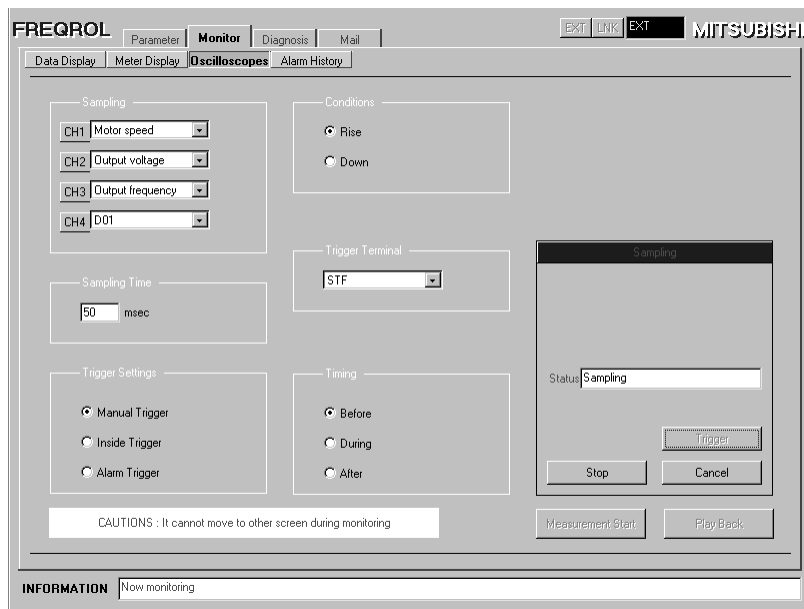 FREQROL Parameter Monitor Diagnosis Mail EXT LNK EXT MITSUBISHI
Data Display Meter Display Oscilloscopes Alarm History
Sampling
CH1 Motor speed
CH2 Output voltage
CH3 Output frequency
CH4 D01
Conditions
Rise
Down
Trigger Terminal
STF
Sampling Time
50 msec
Trigger Settings
Manual Trigger
Inside Trigger
Alarm Trigger
Timing
Before
During
After
Sampling
Status Sampling
Trigger
Stop Cancel
CAUTIONS : It cannot move to other screen during monitoring
Measurement Start Play Back
INFORMATION Now monitoring